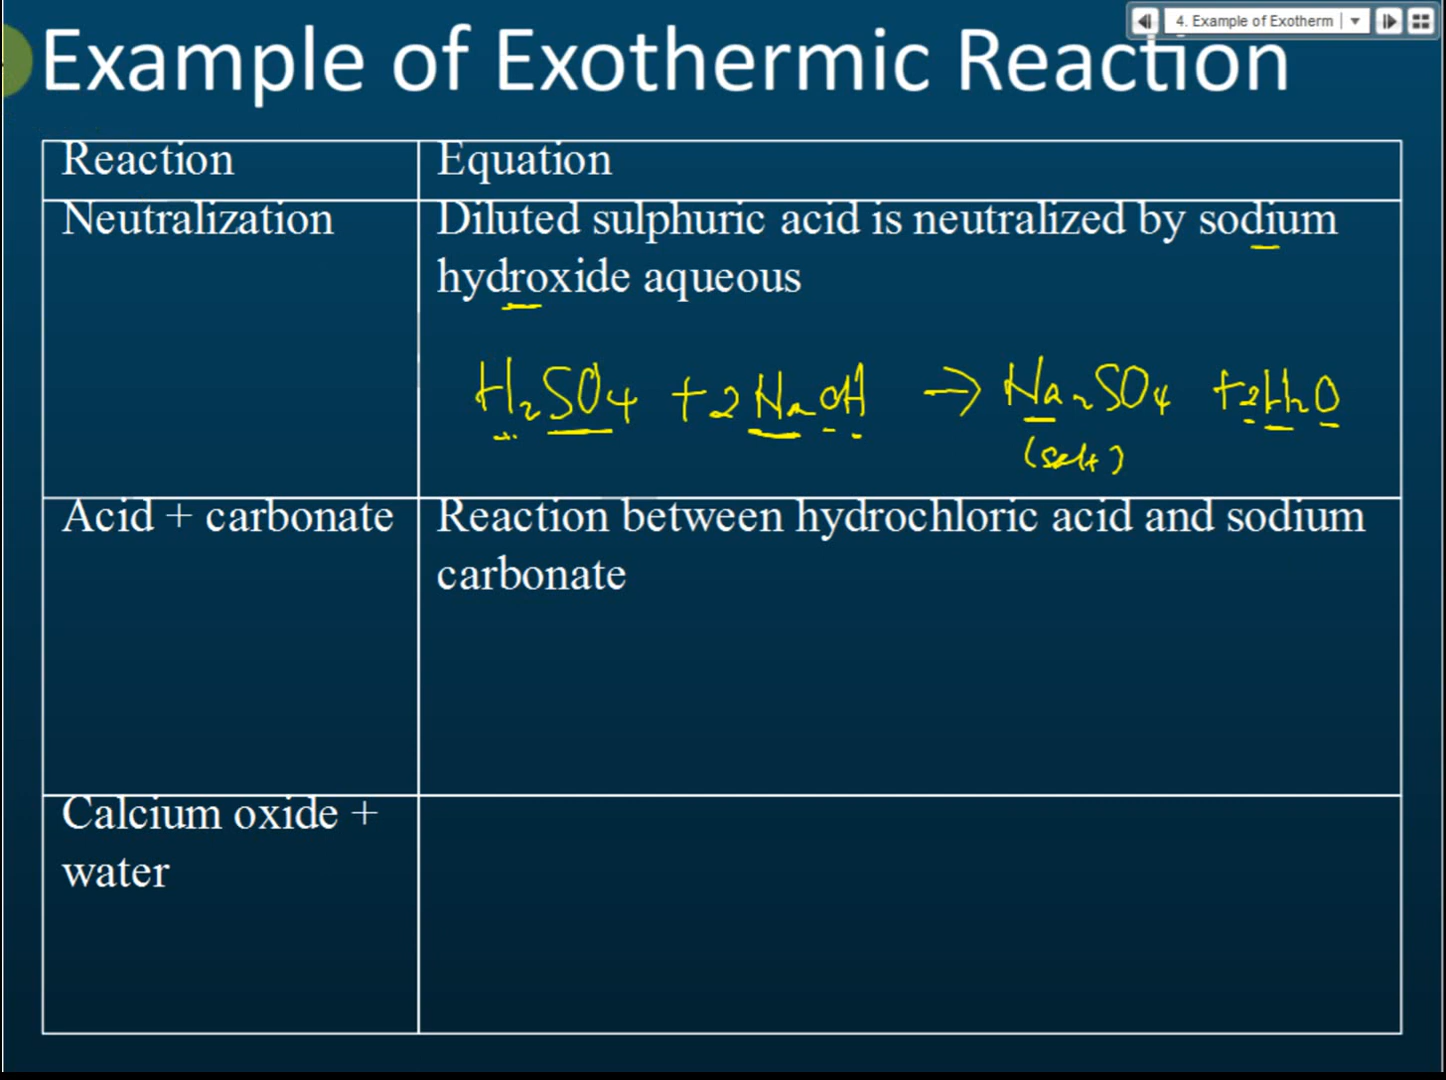 4. Example of Exotherm
Example of Exothermic Reaction
Reaction
Equation
Neutralization
Diluted sulphuric acid is neutralized by sodium
hydroxide aqueous
H₂SO₄ + 2NaOH → Na₂SO₄ + 2H₂O
(salt)
Acid + carbonate
Reaction between hydrochloric acid and sodium
carbonate
Calcium oxide +
water